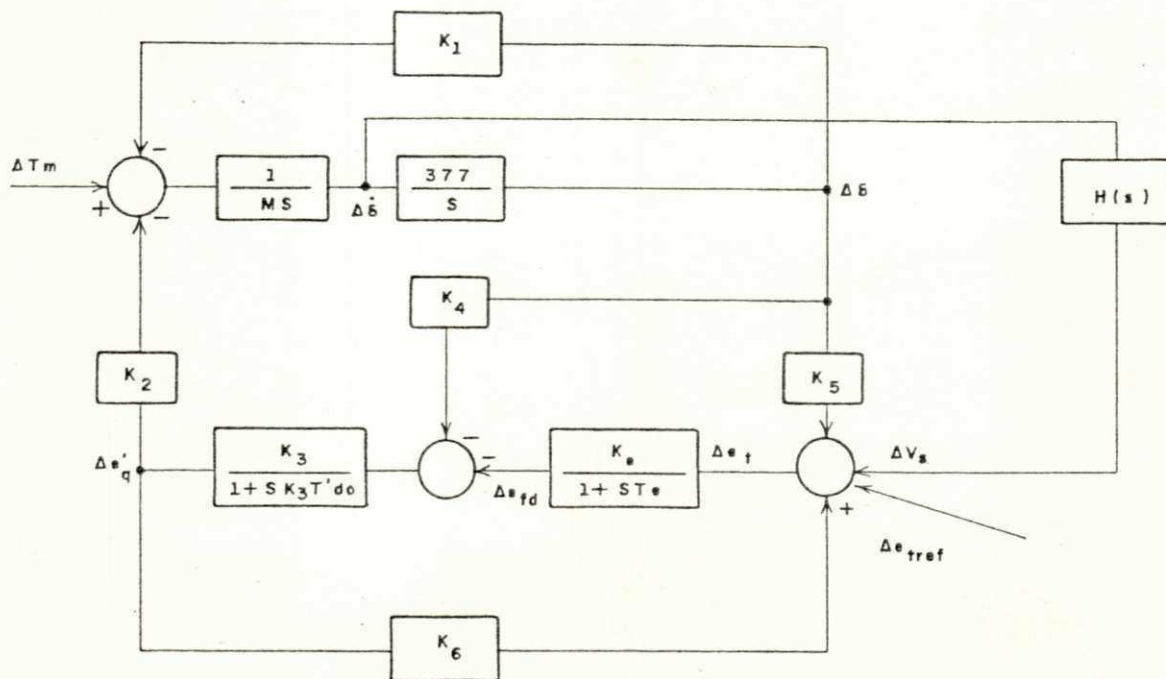 K1
ΔTm
-
+
-
1
MS
Δδ̇
377
S
Δδ
H(s)
K4
K2
K5
Δe'q
K3
1+SK3T'do
-
-
Δefd
Ke
1+STe
Δet
ΔVs
+
Δetref
K6